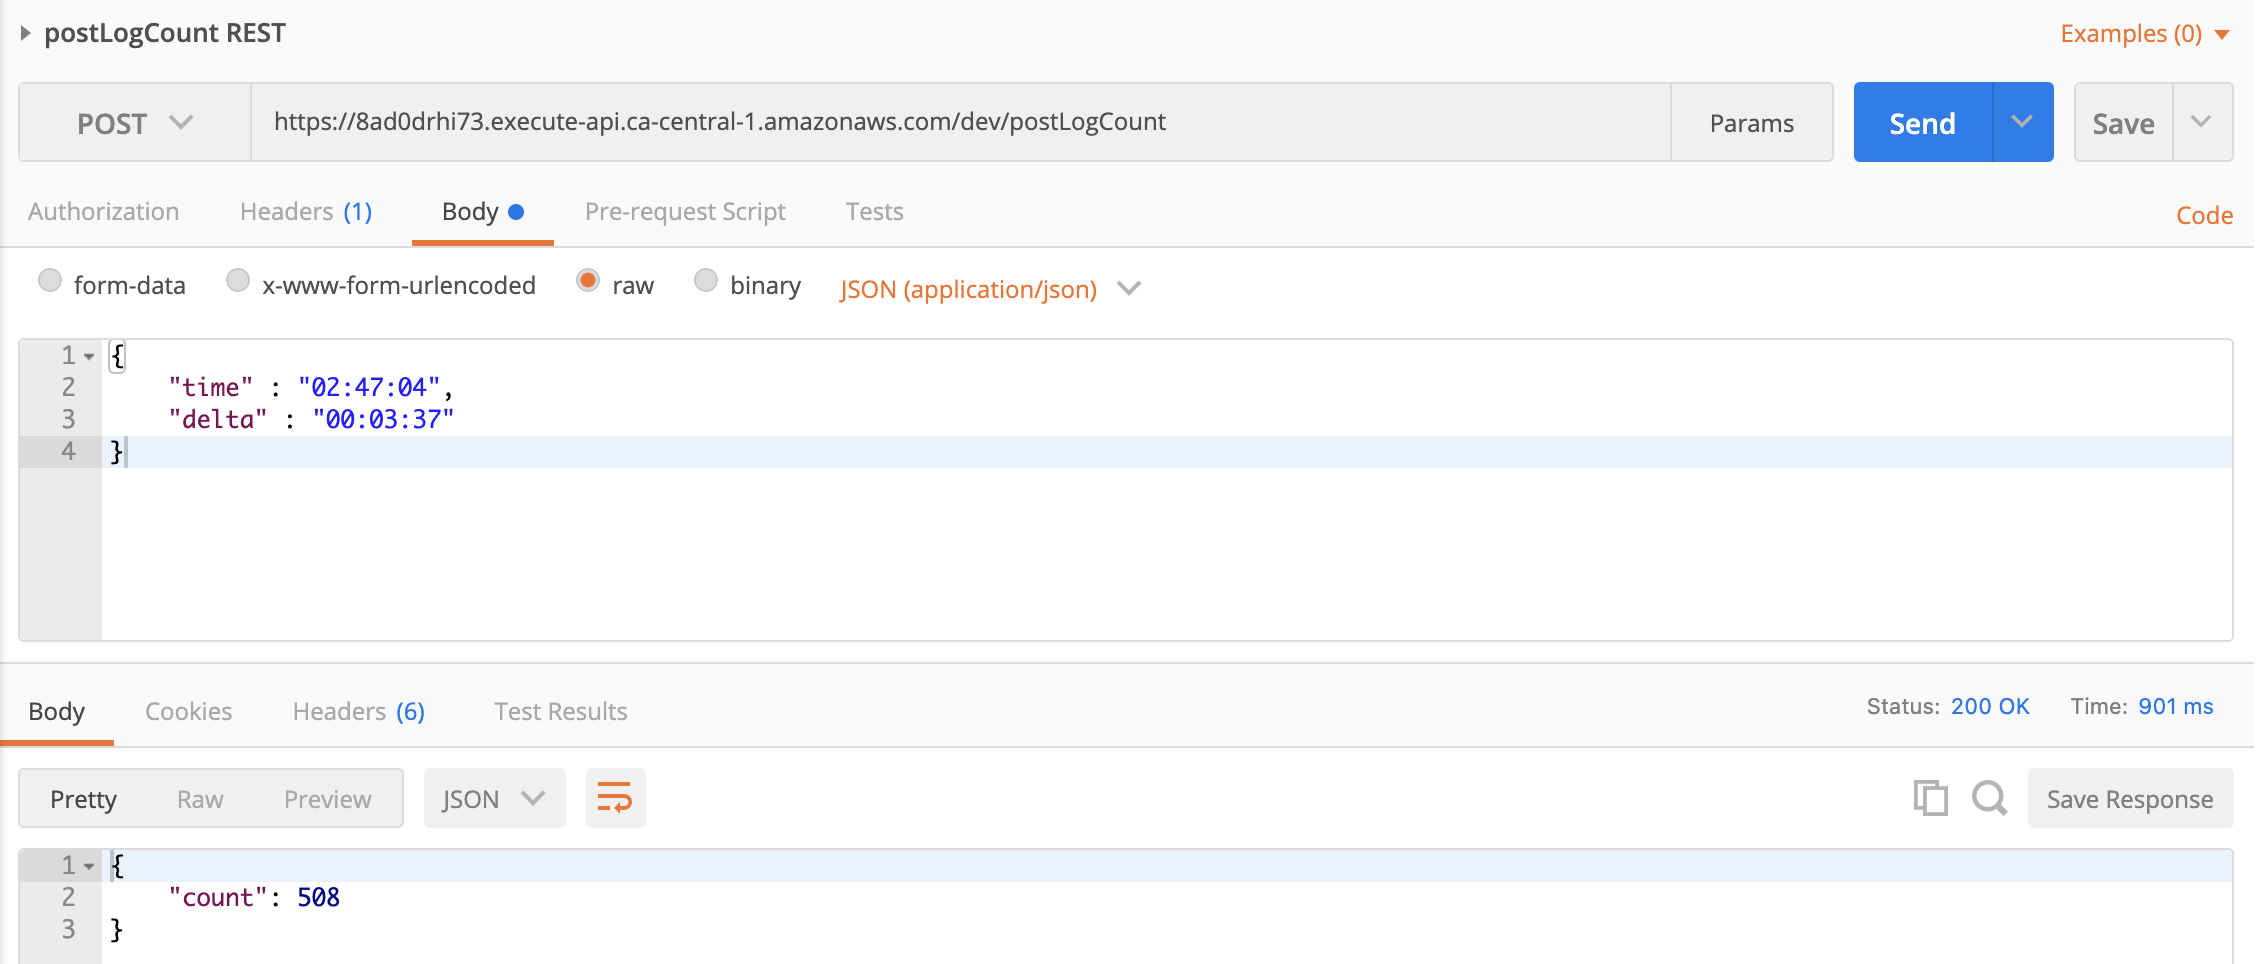 postLogCount REST
Examples (0)
POST
https://8ad0drhi73.execute-api.ca-central-1.amazonaws.com/dev/postLogCount
Params
Send
Save
Authorization
Headers (1)
Body
Pre-request Script
Tests
Code
form-data
x-www-form-urlencoded
raw
binary
JSON (application/json)
1 {
2 "time" : "02:47:04",
3 "delta" : "00:03:37"
4 }
Body
Cookies
Headers (6)
Test Results
Status: 200 OK
Time: 901 ms
Pretty
Raw
Preview
JSON
Save Response
1 {
2 "count": 508
3 }